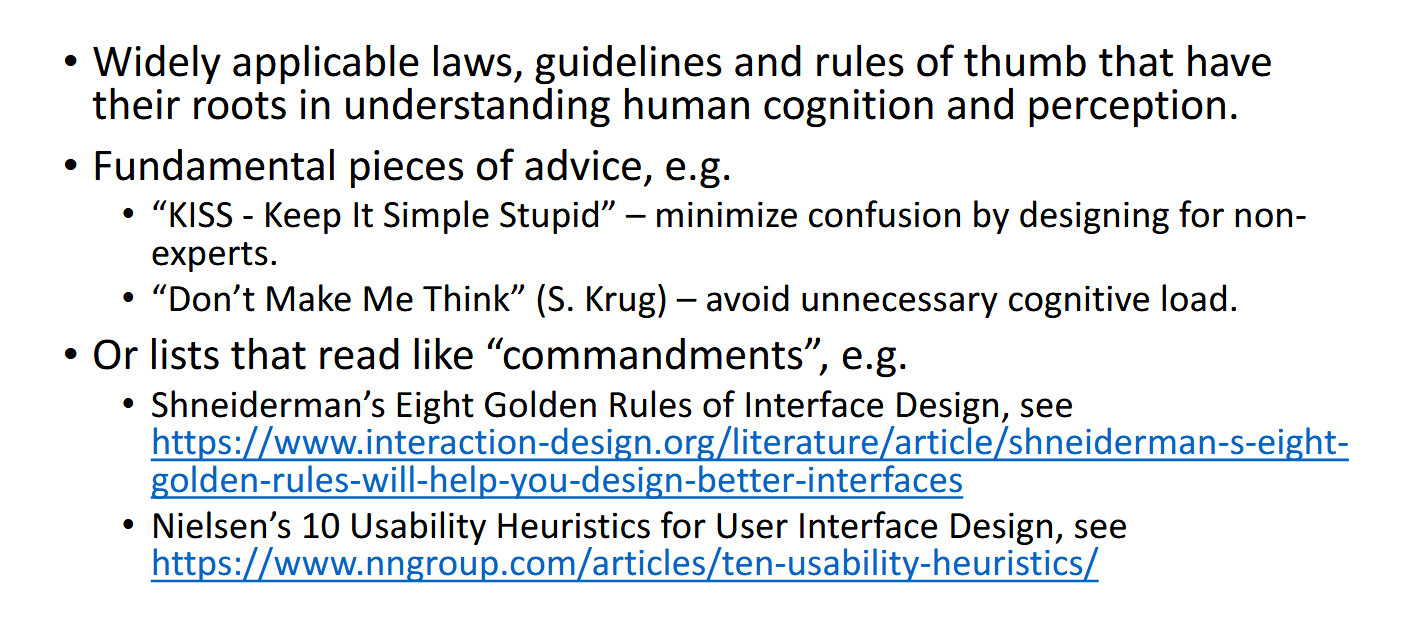 • Widely applicable laws, guidelines and rules of thumb that have
their roots in understanding human cognition and perception.
• Fundamental pieces of advice, e.g.
• “KISS - Keep It Simple Stupid” – minimize confusion by designing for non-
experts.
• “Don’t Make Me Think” (S. Krug) – avoid unnecessary cognitive load.
• Or lists that read like “commandments”, e.g.
• Shneiderman’s Eight Golden Rules of Interface Design, see
https://www.interaction-design.org/literature/article/shneiderman-s-eight-
golden-rules-will-help-you-design-better-interfaces
• Nielsen’s 10 Usability Heuristics for User Interface Design, see
https://www.nngroup.com/articles/ten-usability-heuristics/